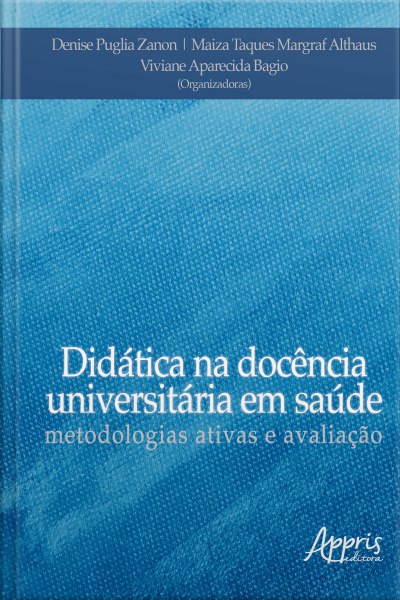 Denise Puglia Zanon | Maiza Taques Margraf Althaus
Viviane Aparecida Bagio
(Organizadoras)
Didática na docência
universitária em saúde
metodologias ativas e avaliação
Appris
editora